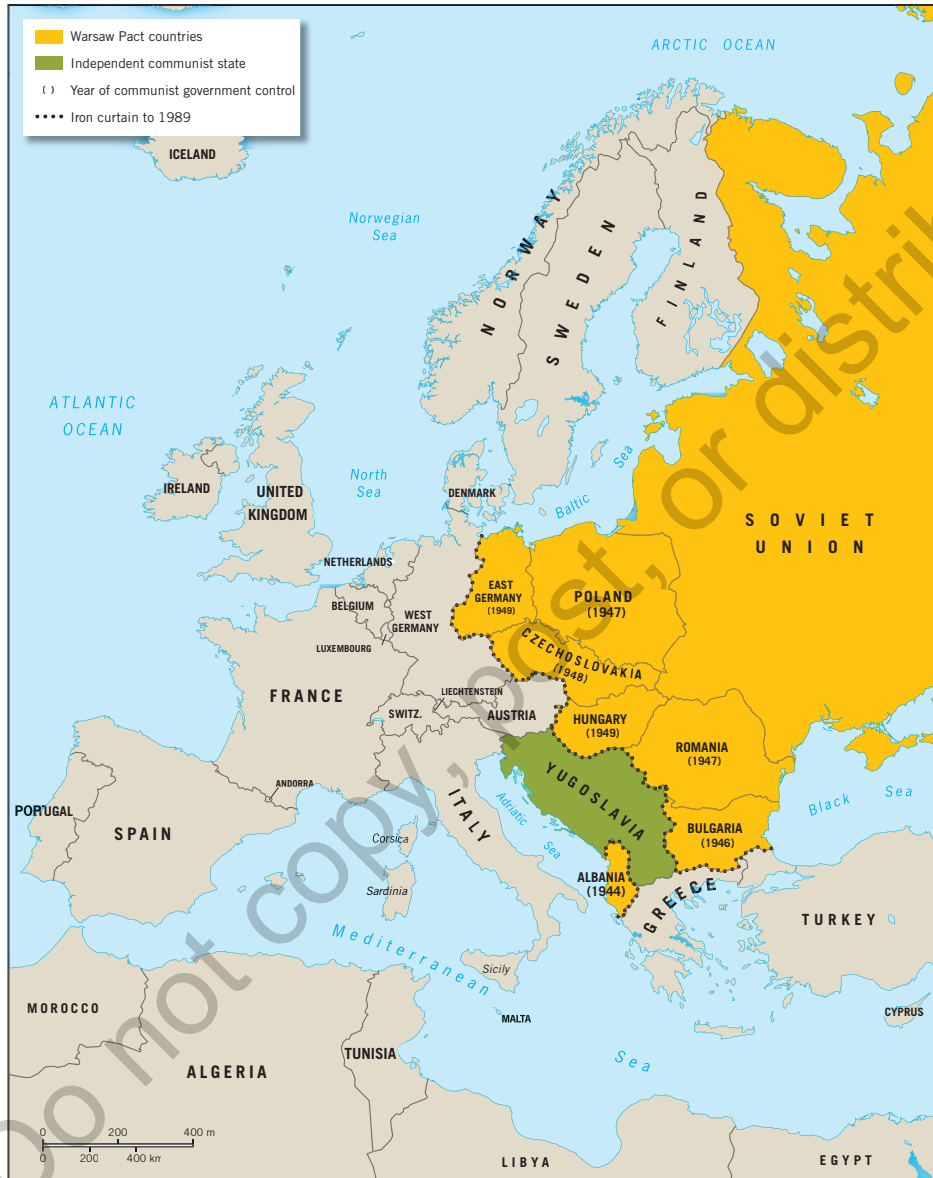 Warsaw Pact countries
Independent communist state
( ) Year of communist government control
Iron curtain to 1989
ARCTIC OCEAN
ICELAND
Norwegian
Sea
NORWAY
SWEDEN
FINLAND
ATLANTIC
OCEAN
North
Sea
Baltic
Sea
IRELAND
UNITED
KINGDOM
DENMARK
SOVIET
UNION
NETHERLANDS
BELGIUM
LUXEMBOURG
WEST
GERMANY
EAST
GERMANY
(1949)
POLAND
(1947)
CZECHOSLOVAKIA
(1948)
FRANCE
LIECHTENSTEIN
SWITZ.
AUSTRIA
HUNGARY
(1949)
ROMANIA
(1947)
YUGOSLAVIA
ANDORRA
PORTUGAL
SPAIN
ITALY
Adriatic
Sea
Corsica
Sardinia
BULGARIA
(1946)
Black Sea
ALBANIA
(1944)
GREECE
TURKEY
Mediterranean
Sea
Sicily
MALTA
CYPRUS
MOROCCO
ALGERIA
TUNISIA
LIBYA
EGYPT
0 200 400 m
0 200 400 km
Do not copy, post, or distrib